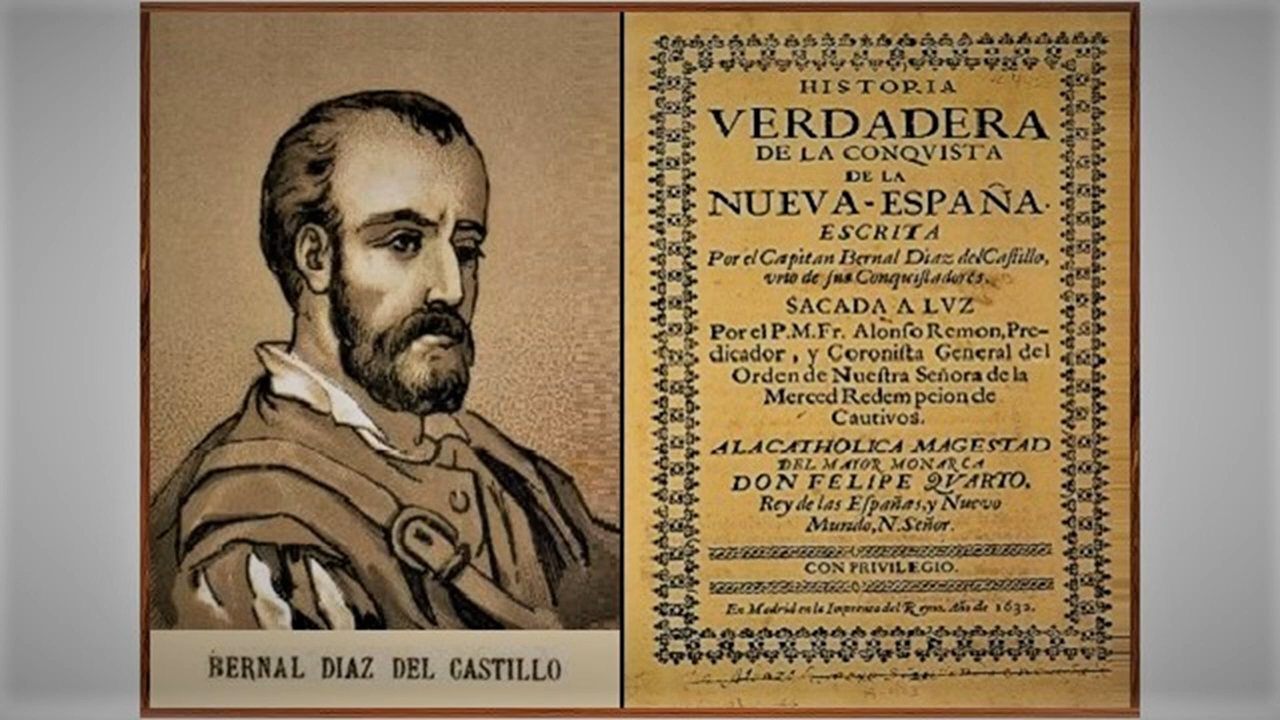 BERNAL DIAZ DEL CASTILLO
HISTORIA
VERDADERA
DE LA CONQVISTA
DE LA
NUEVA-ESPAÑA.
ESCRITA
Por el Capitan Bernal Diaz del Castillo,
vno de sus Conquistadores.
SACADA A LVZ
Por el P.M.Fr. Alonso Remon, Pre-
dicador, y Coronista General del
Orden de Nuestra Señora de la
Merced Redempcion de
Cautivos.
A LA CATHOLICA MAGESTAD
DEL MAYOR MONARCA
DON FELIPE QVARTO,
Rey de las Españas, y Nuevo
Mundo, N. Señor.
CON PRIVILEGIO.
En Madrid en la Imprenta del Reyno. Año de 1632.